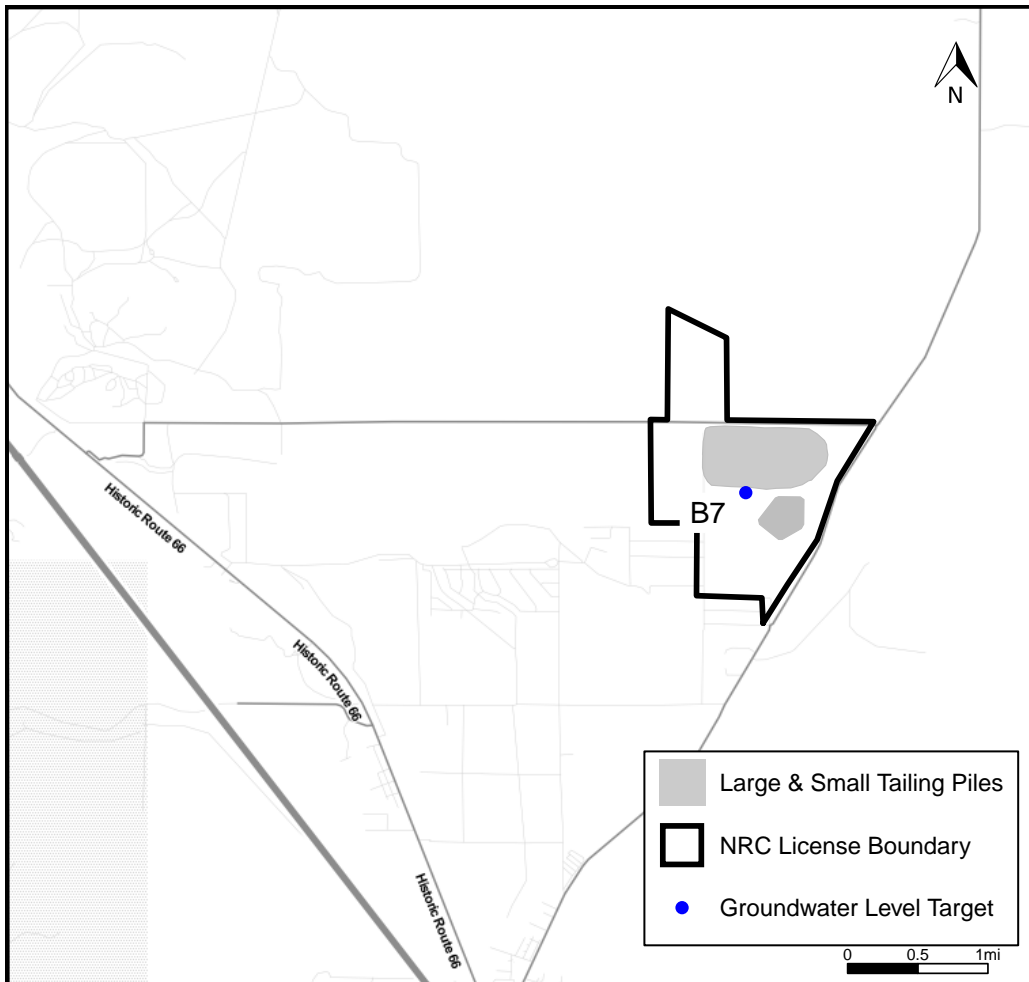 N
B7
Historic Route 66
Historic Route 66
Historic Route 66
Large & Small Tailing Piles
NRC License Boundary
Groundwater Level Target
0 0.5 1mi